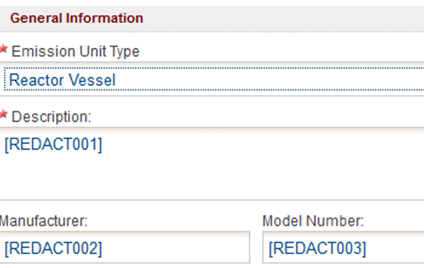 General Information
* Emission Unit Type
Reactor Vessel
* Description:
[REDACT001]
Manufacturer: Model Number:
[REDACT002] [REDACT003]